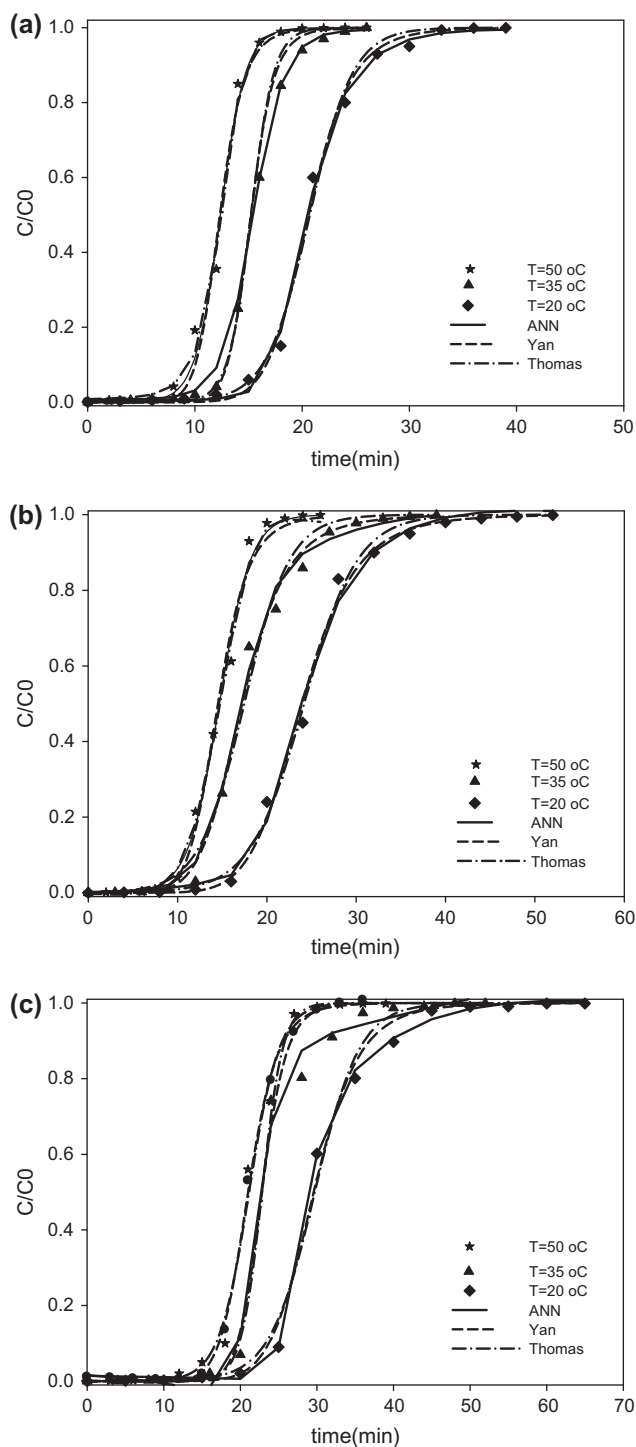 (a)
1.0
0.8
0.6
0.4
0.2
0.0
C/C0
T=50 oC
T=35 oC
T=20 oC
ANN
Yan
Thomas
0 10 20 30 40 50
time(min)
(b)
1.0
0.8
0.6
0.4
0.2
0.0
C/C0
T=50 oC
T=35 oC
T=20 oC
ANN
Yan
Thomas
0 10 20 30 40 50 60
time(min)
(c)
1.0
0.8
0.6
0.4
0.2
0.0
C/C0
T=50 oC
T=35 oC
T=20 oC
ANN
Yan
Thomas
0 10 20 30 40 50 60 70
time(min)